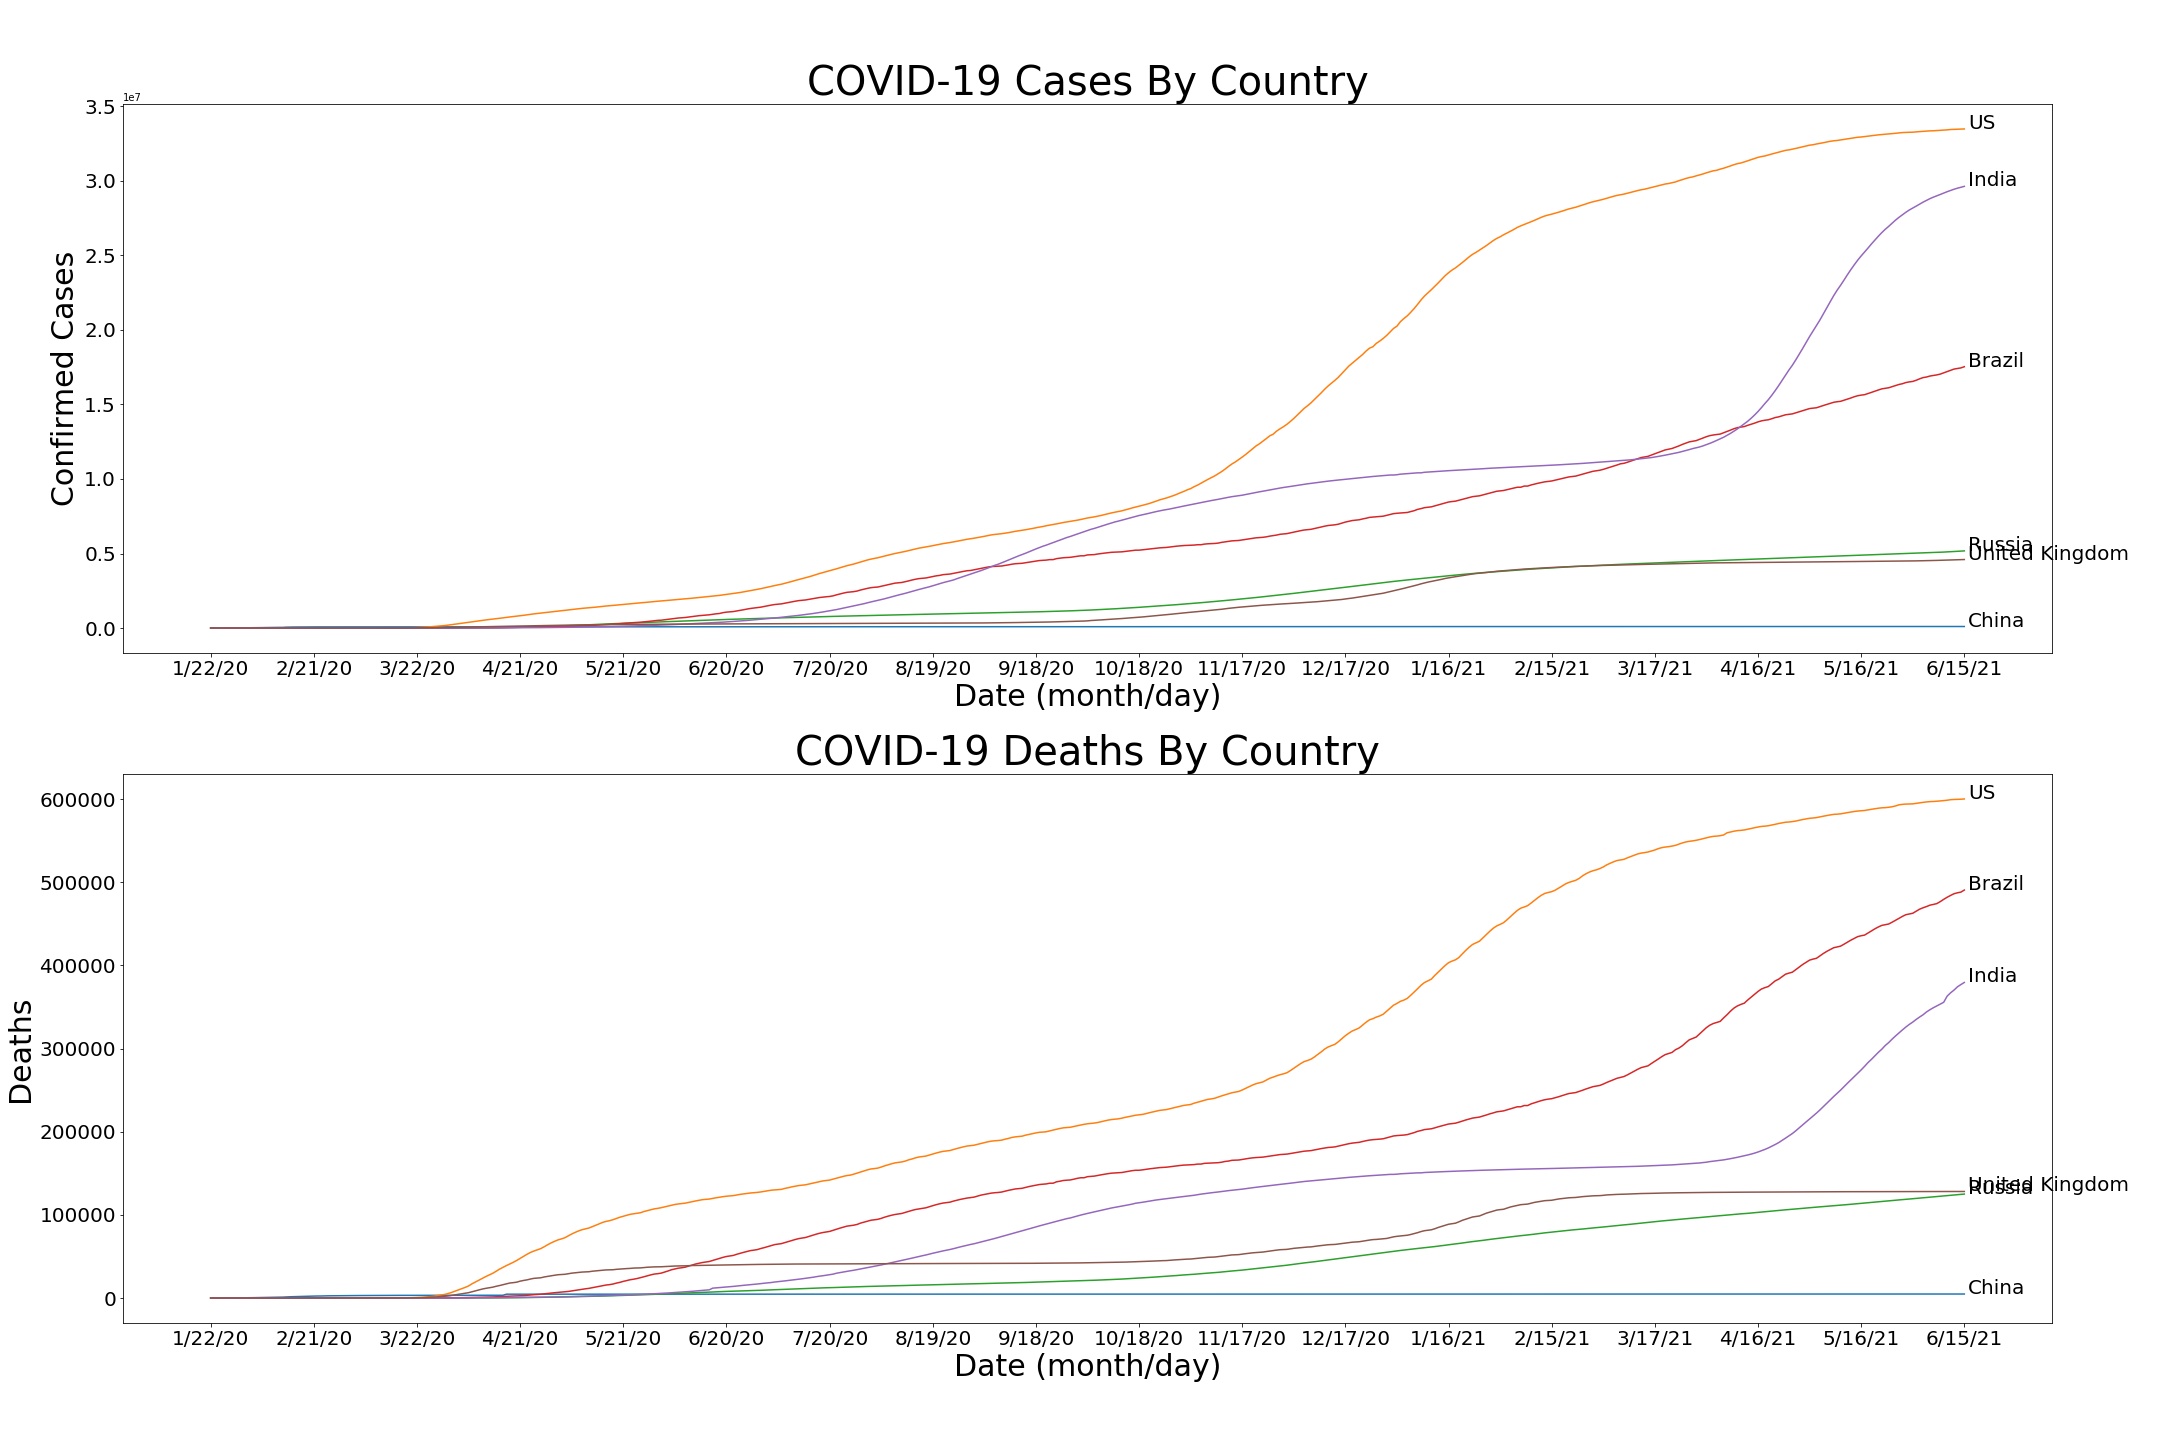 COVID-19 Cases By Country
1e7
3.5
3.0
2.5
2.0
1.5
1.0
0.5
0.0
Confirmed Cases
US
India
Brazil
Russia
United Kingdom
China
1/22/20 2/21/20 3/22/20 4/21/20 5/21/20 6/20/20 7/20/20 8/19/20 9/18/20 10/18/20 11/17/20 12/17/20 1/16/21 2/15/21 3/17/21 4/16/21 5/16/21 6/15/21
Date (month/day)
COVID-19 Deaths By Country
600000
500000
400000
300000
200000
100000
0
Deaths
US
Brazil
India
United Kingdom
Russia
China
1/22/20 2/21/20 3/22/20 4/21/20 5/21/20 6/20/20 7/20/20 8/19/20 9/18/20 10/18/20 11/17/20 12/17/20 1/16/21 2/15/21 3/17/21 4/16/21 5/16/21 6/15/21
Date (month/day)